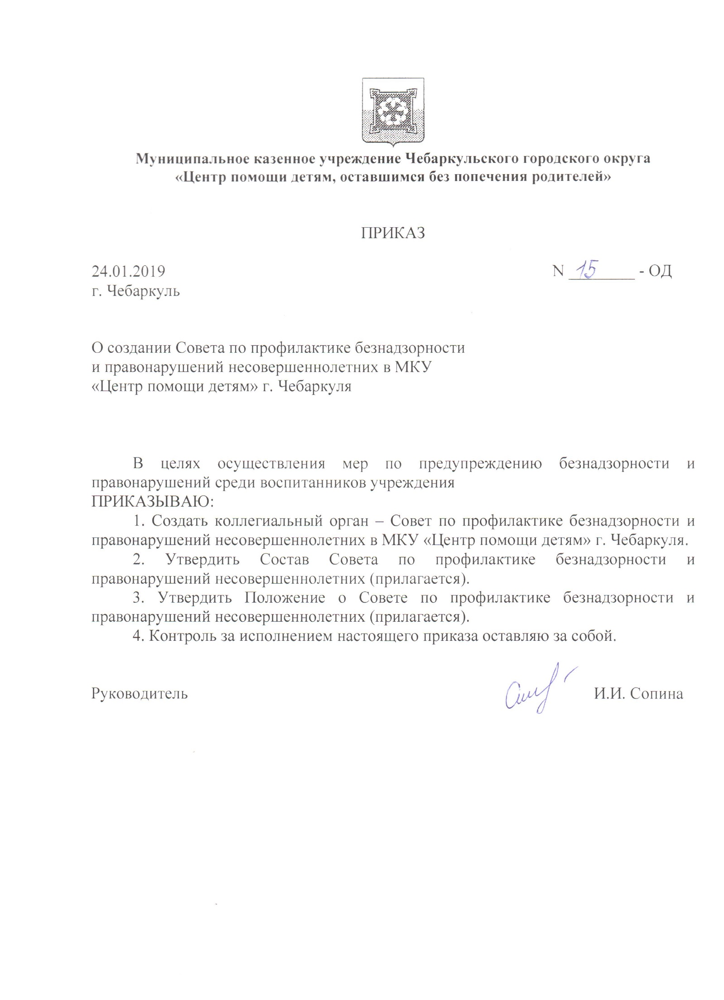 Муниципальное казенное учреждение Чебаркульского городского округа
«Центр помощи детям, оставшимся без попечения родителей»
ПРИКАЗ
24.01.2019 N 15 - ОД
г. Чебаркуль
О создании Совета по профилактике безнадзорности
и правонарушений несовершеннолетних в МКУ
«Центр помощи детям» г. Чебаркуля
В целях осуществления мер по предупреждению безнадзорности и
правонарушений среди воспитанников учреждения
ПРИКАЗЫВАЮ:
1. Создать коллегиальный орган – Совет по профилактике безнадзорности и
правонарушений несовершеннолетних в МКУ «Центр помощи детям» г. Чебаркуля.
2. Утвердить Состав Совета по профилактике безнадзорности и
правонарушений несовершеннолетних (прилагается).
3. Утвердить Положение о Совете по профилактике безнадзорности и
правонарушений несовершеннолетних (прилагается).
4. Контроль за исполнением настоящего приказа оставляю за собой.
Руководитель И.И. Сопина